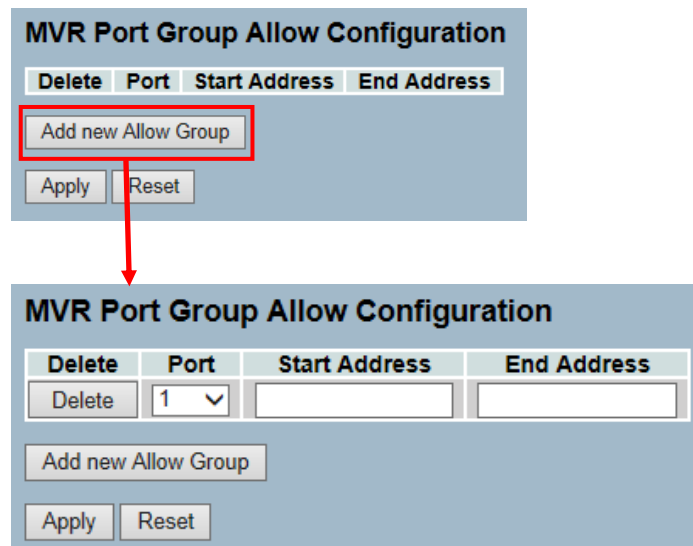 MVR Port Group Allow Configuration
Delete Port Start Address End Address
Add new Allow Group
Apply Reset
MVR Port Group Allow Configuration
Delete Port Start Address End Address
Delete 1
Add new Allow Group
Apply Reset